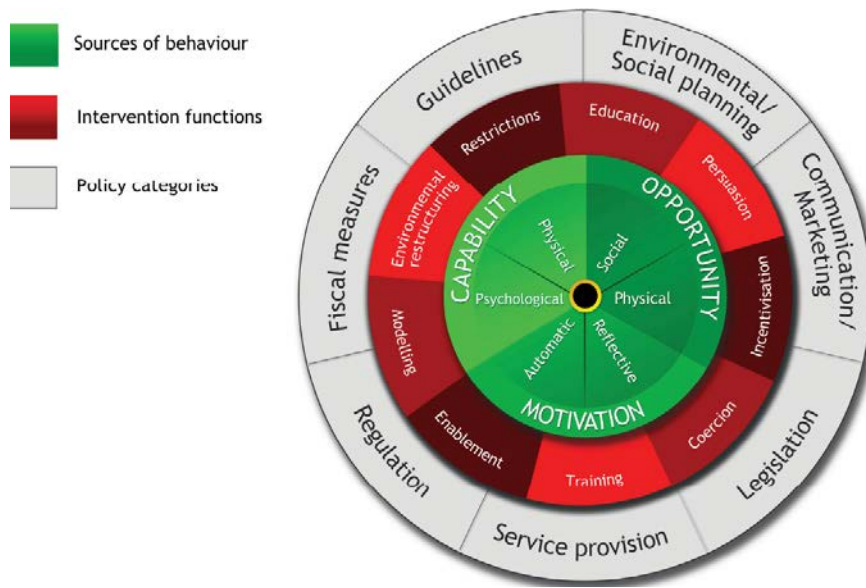 Sources of behaviour
Intervention functions
Policy categories
Guidelines
Environmental/
Social planning
Communication/
Marketing
Legislation
Service provision
Regulation
Fiscal measures
Restrictions
Education
Persuasion
Incentivisation
Coercion
Training
Enablement
Modelling
Environmental
restructuring
CAPABILITY
OPPORTUNITY
MOTIVATION
Physical
Social
Physical
Reflective
Automatic
Psychological